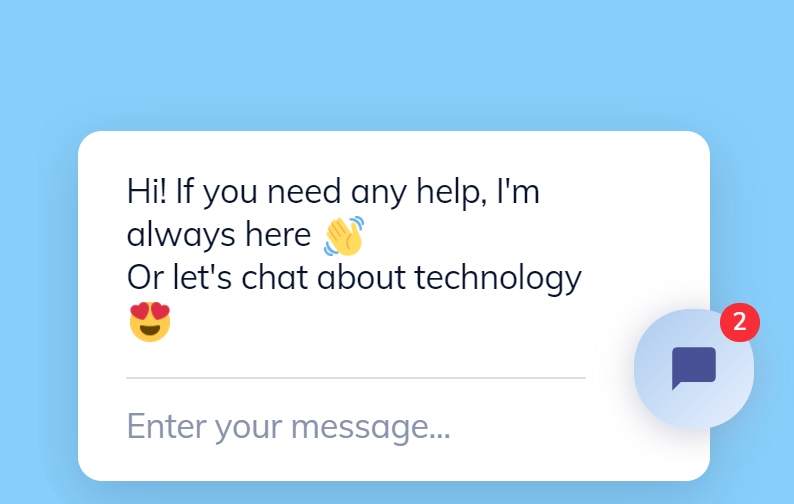 Hi! If you need any help, I'm
always here 👋
Or let's chat about technology
😍
2
Enter your message...